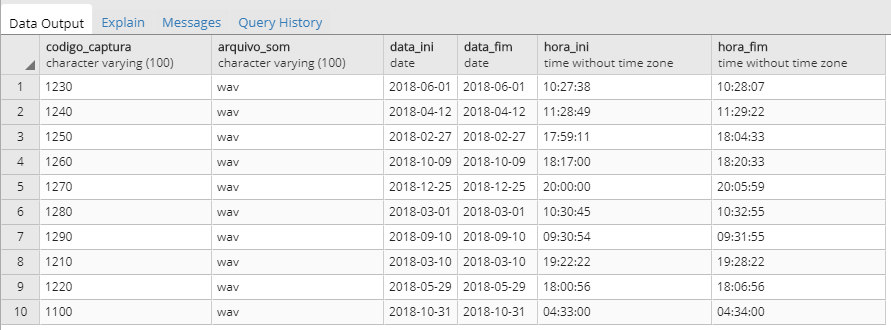 Data Output Explain Messages Query History
codigo_captura arquivo_som data_ini data_fim hora_ini hora_fim
character varying (100) character varying (100) date date time without time zone time without time zone
1 1230 wav 2018-06-01 2018-06-01 10:27:38 10:28:07
2 1240 wav 2018-04-12 2018-04-12 11:28:49 11:29:22
3 1250 wav 2018-02-27 2018-02-27 17:59:11 18:04:33
4 1260 wav 2018-10-09 2018-10-09 18:17:00 18:20:33
5 1270 wav 2018-12-25 2018-12-25 20:00:00 20:05:59
6 1280 wav 2018-03-01 2018-03-01 10:30:45 10:32:55
7 1290 wav 2018-09-10 2018-09-10 09:30:54 09:31:55
8 1210 wav 2018-03-10 2018-03-10 19:22:22 19:28:22
9 1220 wav 2018-05-29 2018-05-29 18:00:56 18:06:56
10 1100 wav 2018-10-31 2018-10-31 04:33:00 04:34:00